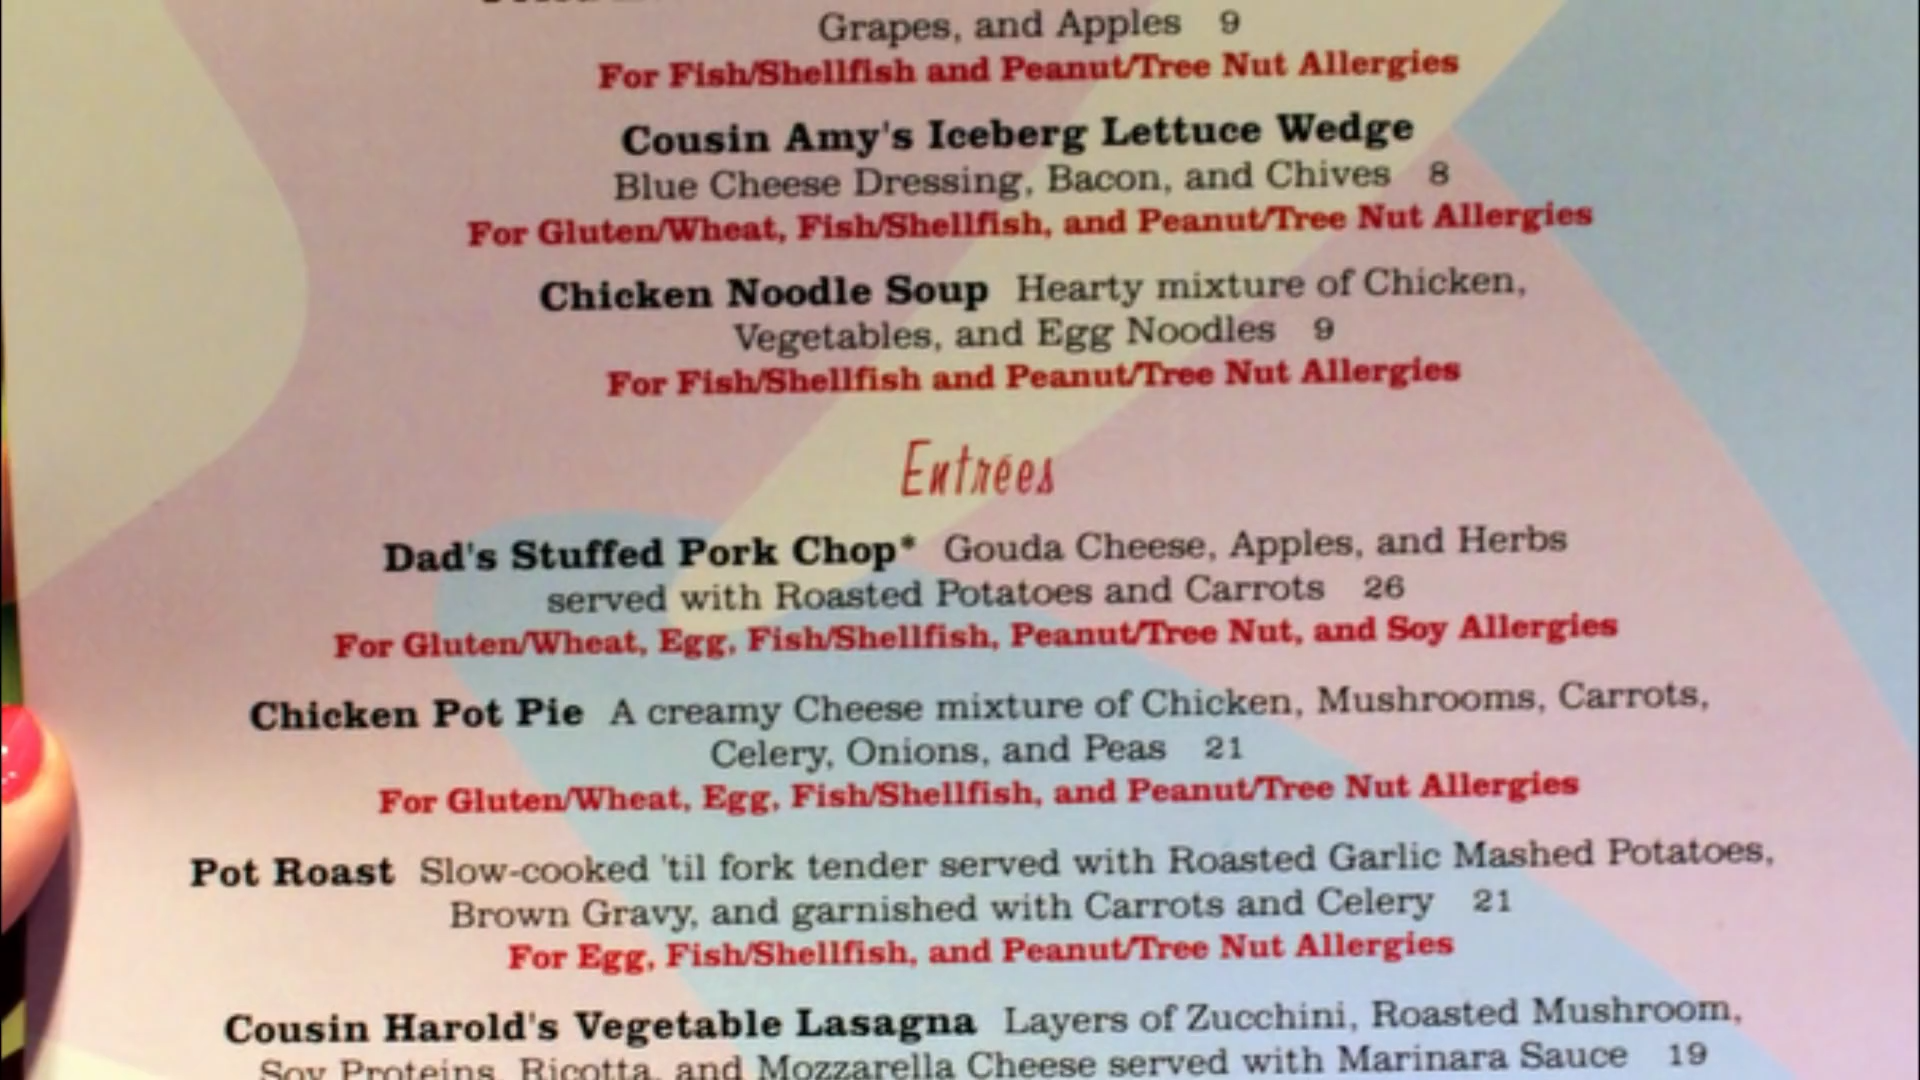 Grapes, and Apples 9
For Fish/Shellfish and Peanut/Tree Nut Allergies
Cousin Amy's Iceberg Lettuce Wedge
Blue Cheese Dressing, Bacon, and Chives 8
For Gluten/Wheat, Fish/Shellfish, and Peanut/Tree Nut Allergies
Chicken Noodle Soup Hearty mixture of Chicken,
Vegetables, and Egg Noodles 9
For Fish/Shellfish and Peanut/Tree Nut Allergies
Entrées
Dad's Stuffed Pork Chop* Gouda Cheese, Apples, and Herbs
served with Roasted Potatoes and Carrots 26
For Gluten/Wheat, Egg, Fish/Shellfish, Peanut/Tree Nut, and Soy Allergies
Chicken Pot Pie A creamy Cheese mixture of Chicken, Mushrooms, Carrots,
Celery, Onions, and Peas 21
For Gluten/Wheat, Egg, Fish/Shellfish, and Peanut/Tree Nut Allergies
Pot Roast Slow-cooked 'til fork tender served with Roasted Garlic Mashed Potatoes,
Brown Gravy, and garnished with Carrots and Celery 21
For Egg, Fish/Shellfish, and Peanut/Tree Nut Allergies
Cousin Harold's Vegetable Lasagna Layers of Zucchini, Roasted Mushroom,
Soy Proteins, Ricotta, and Mozzarella Cheese served with Marinara Sauce 19